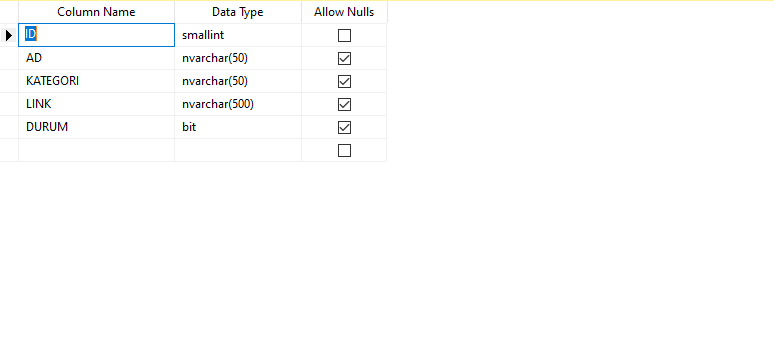 Column Name Data Type Allow Nulls
ID smallint
AD nvarchar(50)
KATEGORI nvarchar(50)
LINK nvarchar(500)
DURUM bit